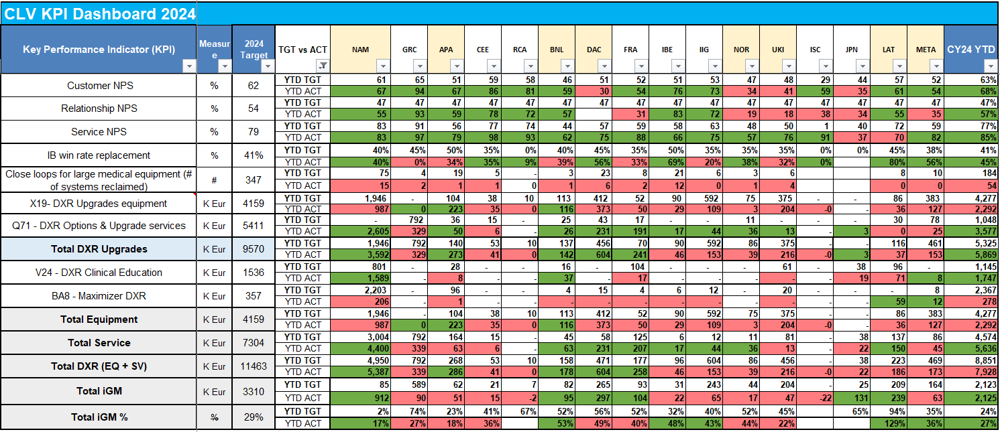 CLV KPI Dashboard 2024
Key Performance Indicator (KPI) Measure 2024 Target TGT vs ACT NAM GRC APA CEE RCA BNL DAC FRA IBE IIG NOR UKI ISC JPN LAT META CY24 YTD
Customer NPS % 62 YTD TGT 61 65 51 59 58 46 51 52 51 53 47 48 29 44 57 52 63%
YTD ACT 67 94 67 86 81 59 30 54 76 73 34 41 59 35 61 54 68%
Relationship NPS % 54 YTD TGT 47 47 47 47 47 47 47 47 47 47 47 47 47 47 47 47 47%
YTD ACT 55 93 59 78 72 57 31 83 72 19 18 38 34 55 35 57%
Service NPS % 79 YTD TGT 83 91 56 77 74 44 57 59 58 63 48 50 1 40 72 59 77%
YTD ACT 83 97 79 98 93 62 75 88 66 75 57 76 91 37 70 82 85%
IB win rate replacement % 41% YTD TGT 40% 45% 50% 35% 0% 40% 45% 35% 50% 35% 35% 35% 0% 0% 45% 38% 41%
YTD ACT 40% 0% 34% 35% 9% 39% 56% 33% 69% 20% 38% 32% 0% 80% 56% 45%
Close loops for large medical equipment (# of systems reclaimed) # 347 YTD TGT 75 4 19 5 - 3 23 8 21 6 3 6 8 10 184
YTD ACT 15 2 1 1 0 1 6 2 12 0 1 4 0 0 54
X19- DXR Upgrades equipment K Eur 4159 YTD TGT 1,946 - 104 38 10 113 412 52 90 592 75 375 - - 86 383 4,277
YTD ACT 987 0 223 35 0 116 373 50 29 109 3 204 -0 - 36 127 2,292
Q71 - DXR Options & Upgrade services K Eur 5411 YTD TGT - 792 36 15 - 25 43 17 - - 11 - - - 30 78 1,048
YTD ACT 2,605 329 50 6 - 26 231 191 17 44 36 13 - 3 0 25 3,577
Total DXR Upgrades K Eur 9570 YTD TGT 1,946 792 140 53 10 137 456 70 90 592 86 375 - - 116 461 5,325
YTD ACT 3,592 329 273 41 0 142 604 241 46 153 39 216 -0 3 37 153 5,869
V24 - DXR Clinical Education K Eur 1536 YTD TGT 801 - 28 - - 16 - 104 - - - 61 - 38 96 - 1,145
YTD ACT 1,589 - 8 - - 37 - 17 - - - - - 19 71 8 1,747
BA8 - Maximizer DXR K Eur 357 YTD TGT 2,203 - 96 - - 4 15 4 6 12 - 20 - - - 8 2,367
YTD ACT 206 - 1 - - - - - - - - - - - 59 12 278
Total Equipment K Eur 4159 YTD TGT 1,946 - 104 38 10 113 412 52 90 592 75 375 - - 86 383 4,277
YTD ACT 987 0 223 35 0 116 373 50 29 109 3 204 -0 - 36 127 2,292
Total Service K Eur 7304 YTD TGT 3,004 792 164 15 - 45 58 125 6 12 11 81 - 38 137 86 4,574
YTD ACT 4,400 339 63 6 - 63 231 207 17 44 36 13 - 22 150 45 5,636
Total DXR (EQ + SV) K Eur 11463 YTD TGT 4,950 792 268 53 10 158 471 177 96 604 86 456 - 38 223 469 8,851
YTD ACT 5,387 339 286 41 0 178 604 258 46 153 39 216 -0 22 186 173 7,928
Total iGM K Eur 3310 YTD TGT 85 589 62 21 7 82 265 93 31 243 44 204 - 25 209 164 2,123
YTD ACT 912 90 51 15 -2 95 297 104 22 65 17 47 -22 131 239 63 2,125
Total iGM % % 29% YTD TGT 2% 74% 23% 41% 67% 52% 56% 52% 32% 40% 52% 45% 65% 94% 35% 24%
YTD ACT 17% 27% 18% 36% 53% 49% 40% 48% 43% 44% 22% 129% 36% 27%